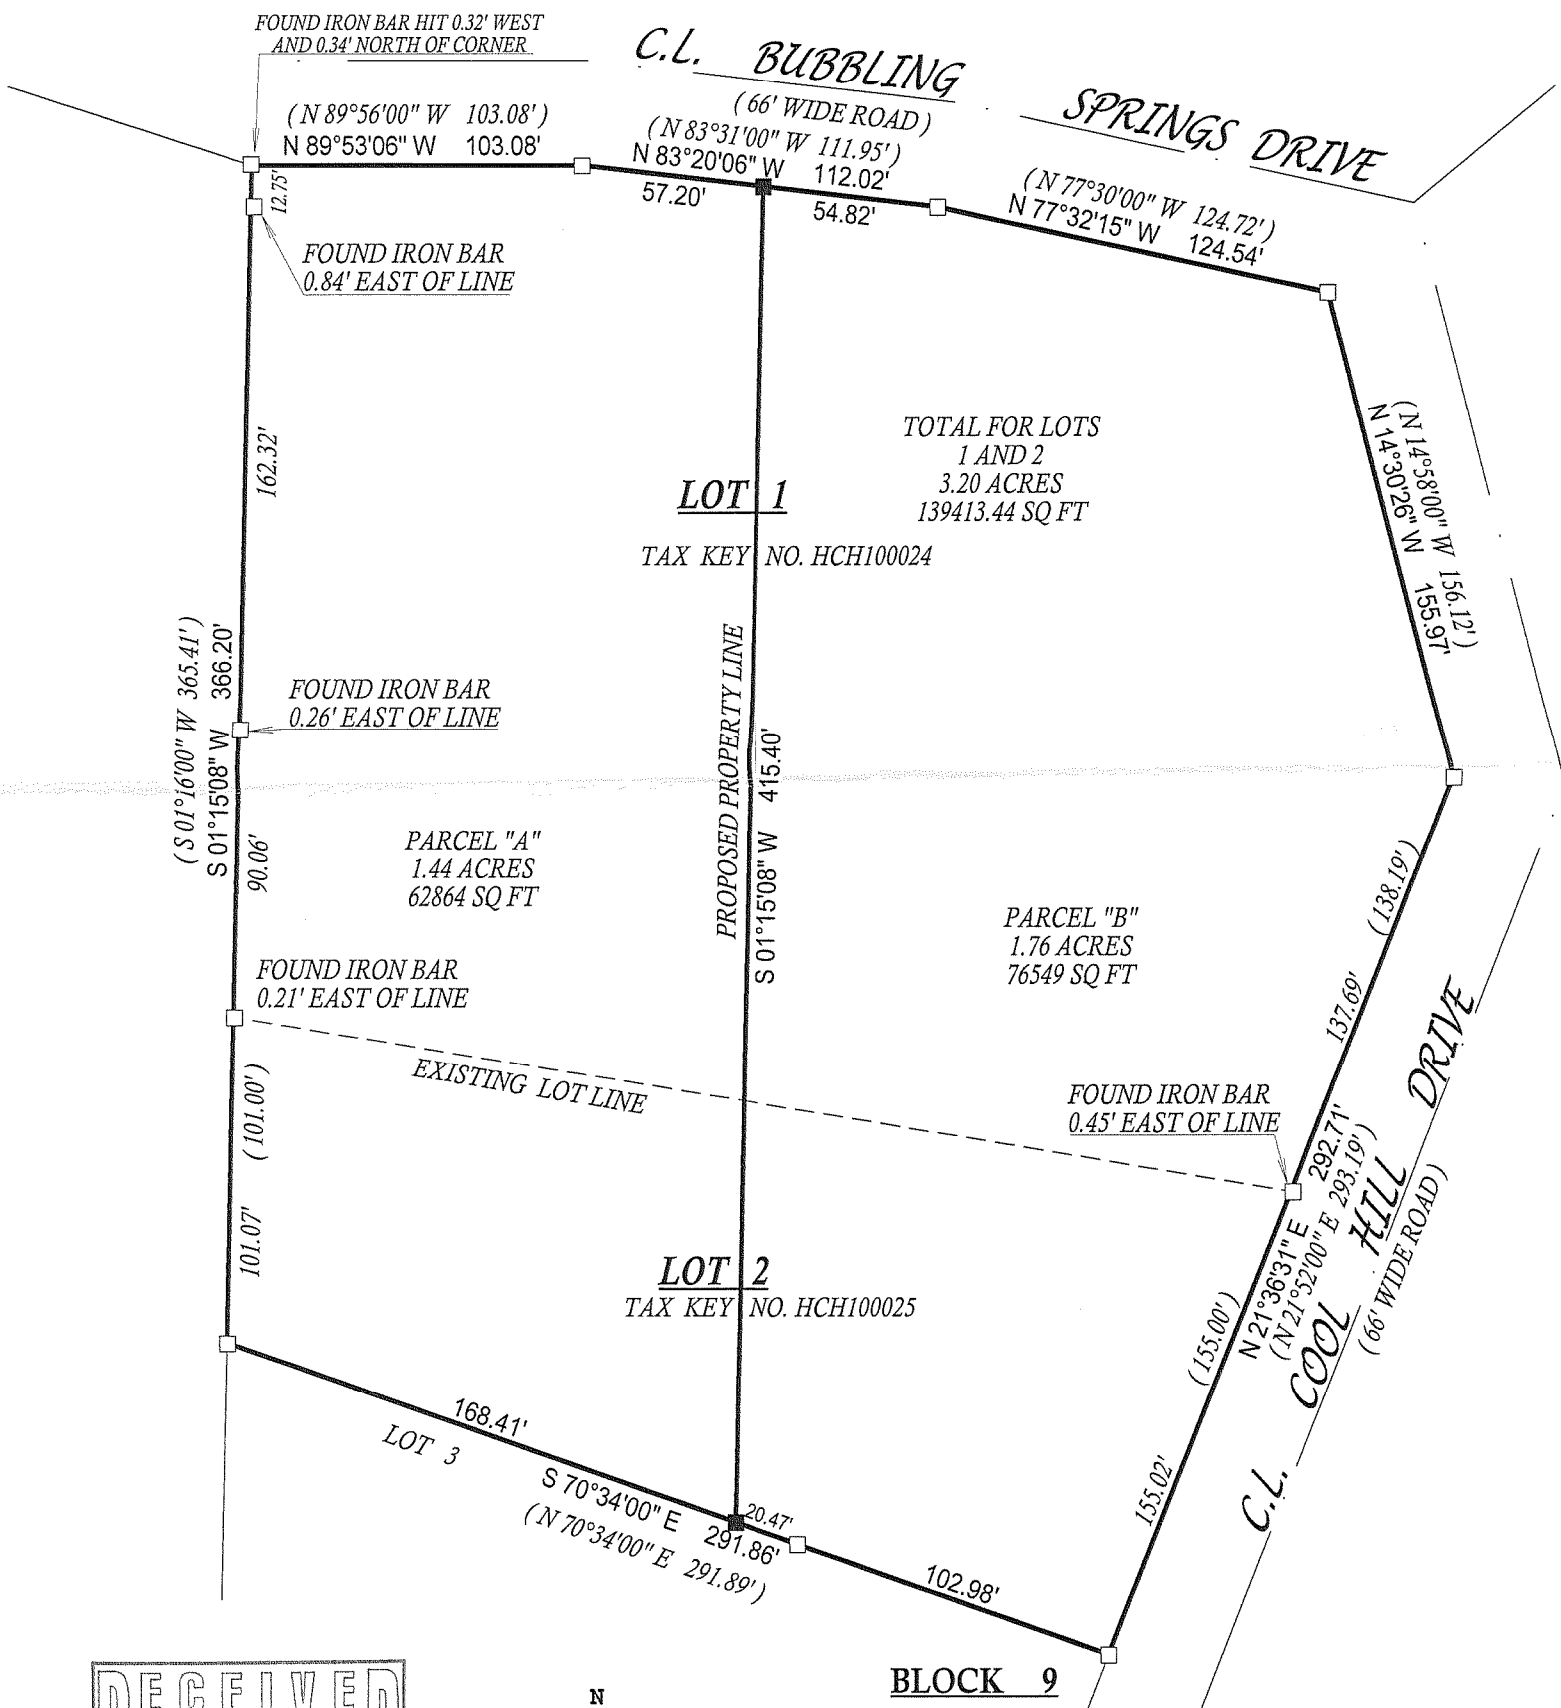 FOUND IRON BAR HIT 0.32' WEST
AND 0.34' NORTH OF CORNER
C.L. BUBBLING SPRINGS DRIVE
( 66' WIDE ROAD )
( N 89°56'00" W 103.08' )
N 89°53'06" W 103.08'
( N 83°31'00" W 111.95' )
N 83°20'06" W 112.02'
57.20'
54.82'
( N 77°30'00" W 124.72' )
N 77°32'15" W 124.54'
12.75'
FOUND IRON BAR
0.84' EAST OF LINE
162.32'
LOT 1
TAX KEY NO. HCH100024
TOTAL FOR LOTS
1 AND 2
3.20 ACRES
139413.44 SQ FT
( N 14°58'00" W 156.12' )
N 14°30'26" W 155.97'
( S 01°16'00" W 365.41' )
S 01°15'08" W 366.20'
FOUND IRON BAR
0.26' EAST OF LINE
PROPOSED PROPERTY LINE
S 01°15'08" W 415.40'
90.06'
PARCEL "A"
1.44 ACRES
62864 SQ FT
PARCEL "B"
1.76 ACRES
76549 SQ FT
( 138.19' )
137.69'
FOUND IRON BAR
0.21' EAST OF LINE
EXISTING LOT LINE
( 101.00' )
101.07'
FOUND IRON BAR
0.45' EAST OF LINE
N 21°36'31" E 292.71'
( N 21°52'00" E 293.19' )
C.L. COOL HILL DRIVE
( 66' WIDE ROAD )
LOT 2
TAX KEY NO. HCH100025
( 155.00' )
155.02'
168.41'
LOT 3
S 70°34'00" E 291.86'
( N 70°34'00" E 291.89' )
20.47'
102.98'
BLOCK 9
RECEIVED
N